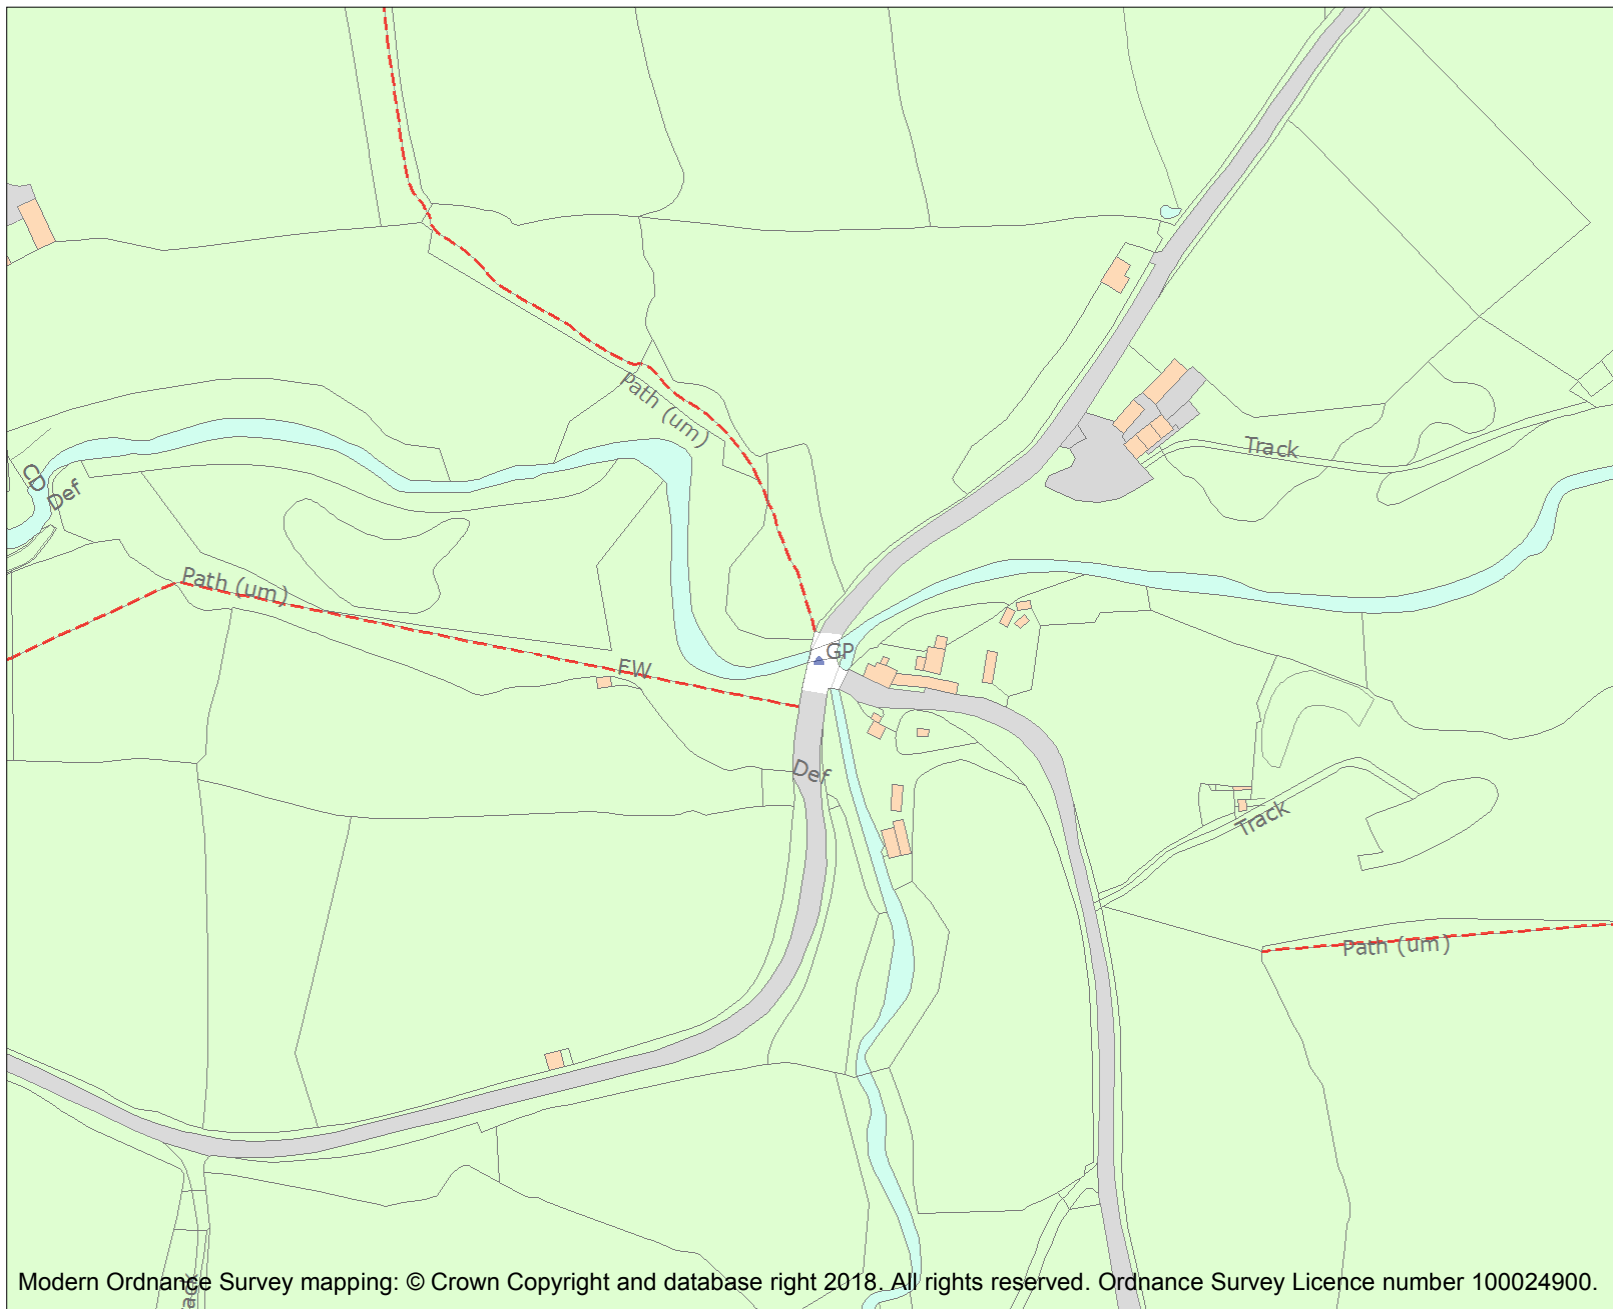 Path (um)
Track
CD
Def
Path (um)
FW
GP
Def
Track
Path (um)
Modern Ordnance Survey mapping: © Crown Copyright and database right 2018. All rights reserved. Ordnance Survey Licence number 100024900.